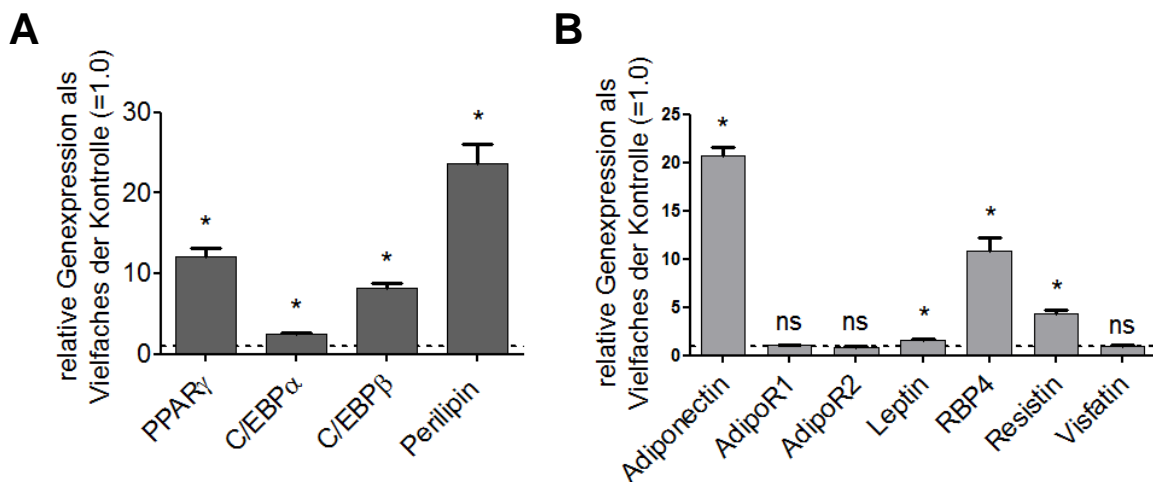 A
relative Genexpression als
Vielfaches der Kontrolle (=1.0)
30
20
10
0
*
*
*
*
PPARγ
C/EBPα
C/EBPβ
Perilipin
B
relative Genexpression als
Vielfaches der Kontrolle (=1.0)
25
20
15
10
5
0
*
ns
ns
*
*
*
ns
Adiponectin
AdipoR1
AdipoR2
Leptin
RBP4
Resistin
Visfatin